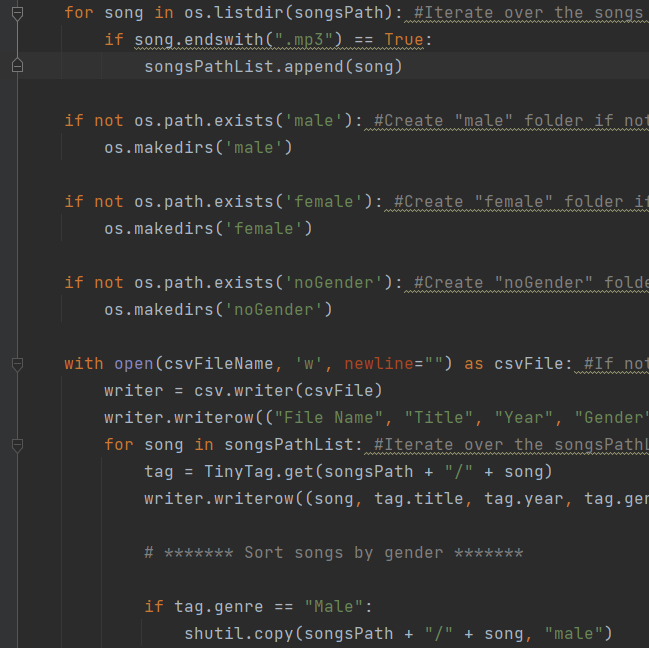 for song in os.listdir(songsPath): #Iterate over the songs
if song.endswith(".mp3") == True:
songsPathList.append(song)
if not os.path.exists('male'): #Create "male" folder if not
os.makedirs('male')
if not os.path.exists('female'): #Create "female" folder if
os.makedirs('female')
if not os.path.exists('noGender'): #Create "noGender" folde
os.makedirs('noGender')
with open(csvFileName, 'w', newline="") as csvFile: #If not
writer = csv.writer(csvFile)
writer.writerow(("File Name", "Title", "Year", "Gender"
for song in songsPathList: #Iterate over the songsPathL
tag = TinyTag.get(songsPath + "/" + song)
writer.writerow((song, tag.title, tag.year, tag.gen
# ******* Sort songs by gender *******
if tag.genre == "Male":
shutil.copy(songsPath + "/" + song, "male")